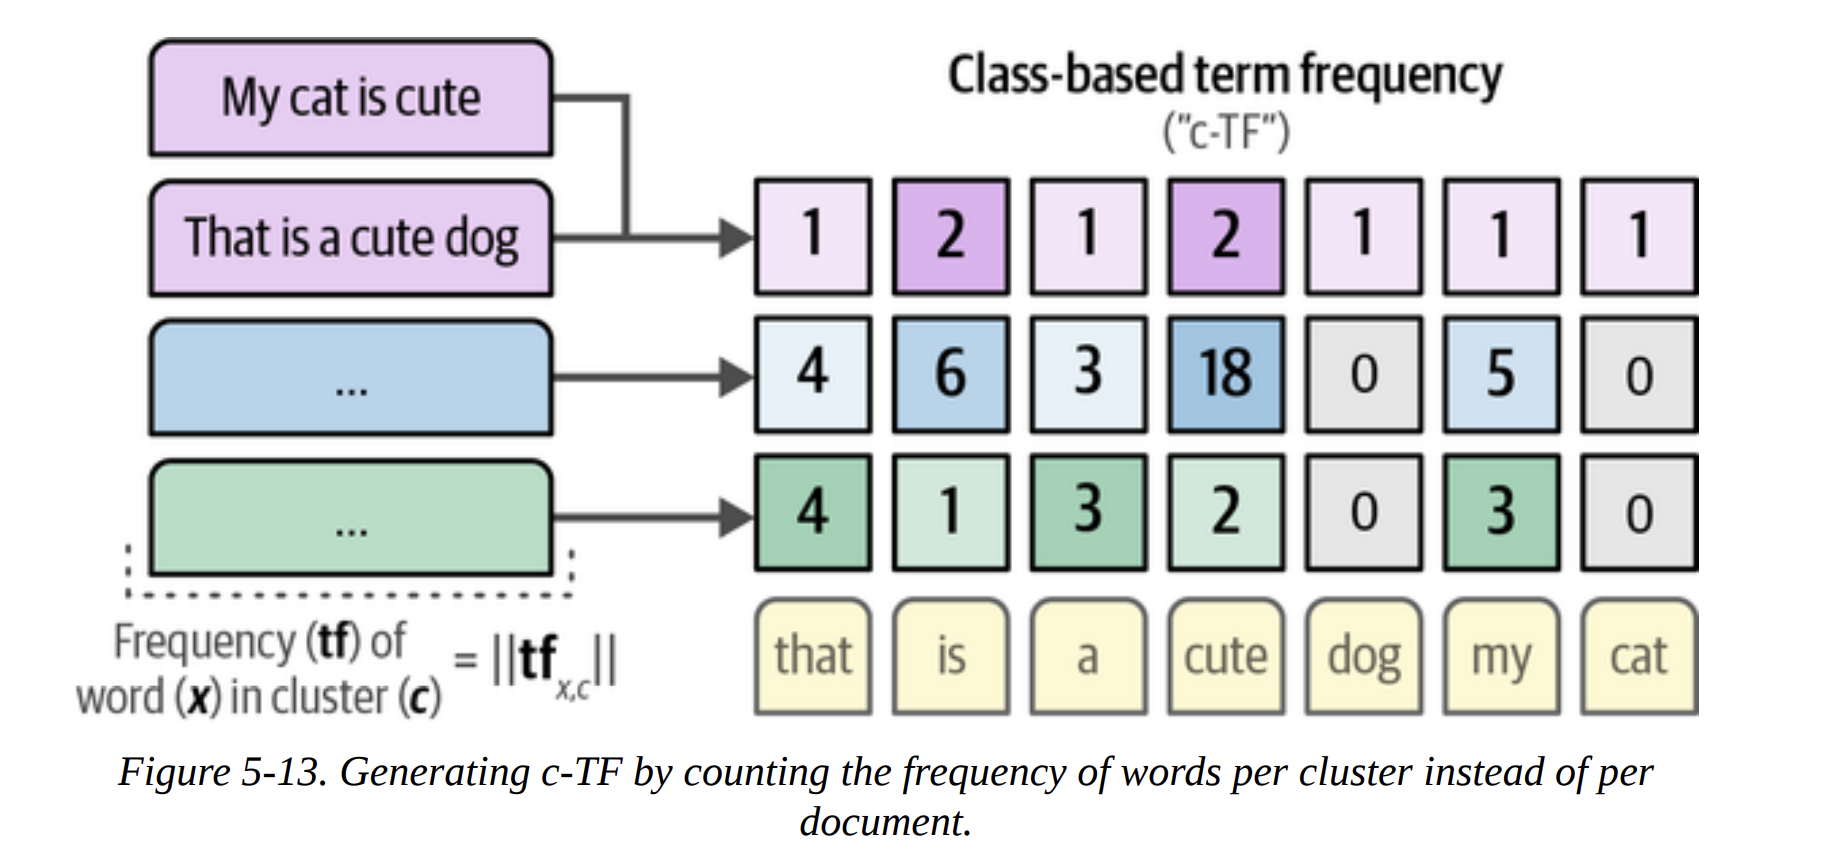 My cat is cute
That is a cute dog
...
...
Frequency (tf) of
word (x) in cluster (c)
= ||tfx,c||
Class-based term frequency
("c-TF")
1 2 1 2 1 1 1
4 6 3 18 0 5 0
4 1 3 2 0 3 0
that is a cute dog my cat
Figure 5-13. Generating c-TF by counting the frequency of words per cluster instead of per
document.